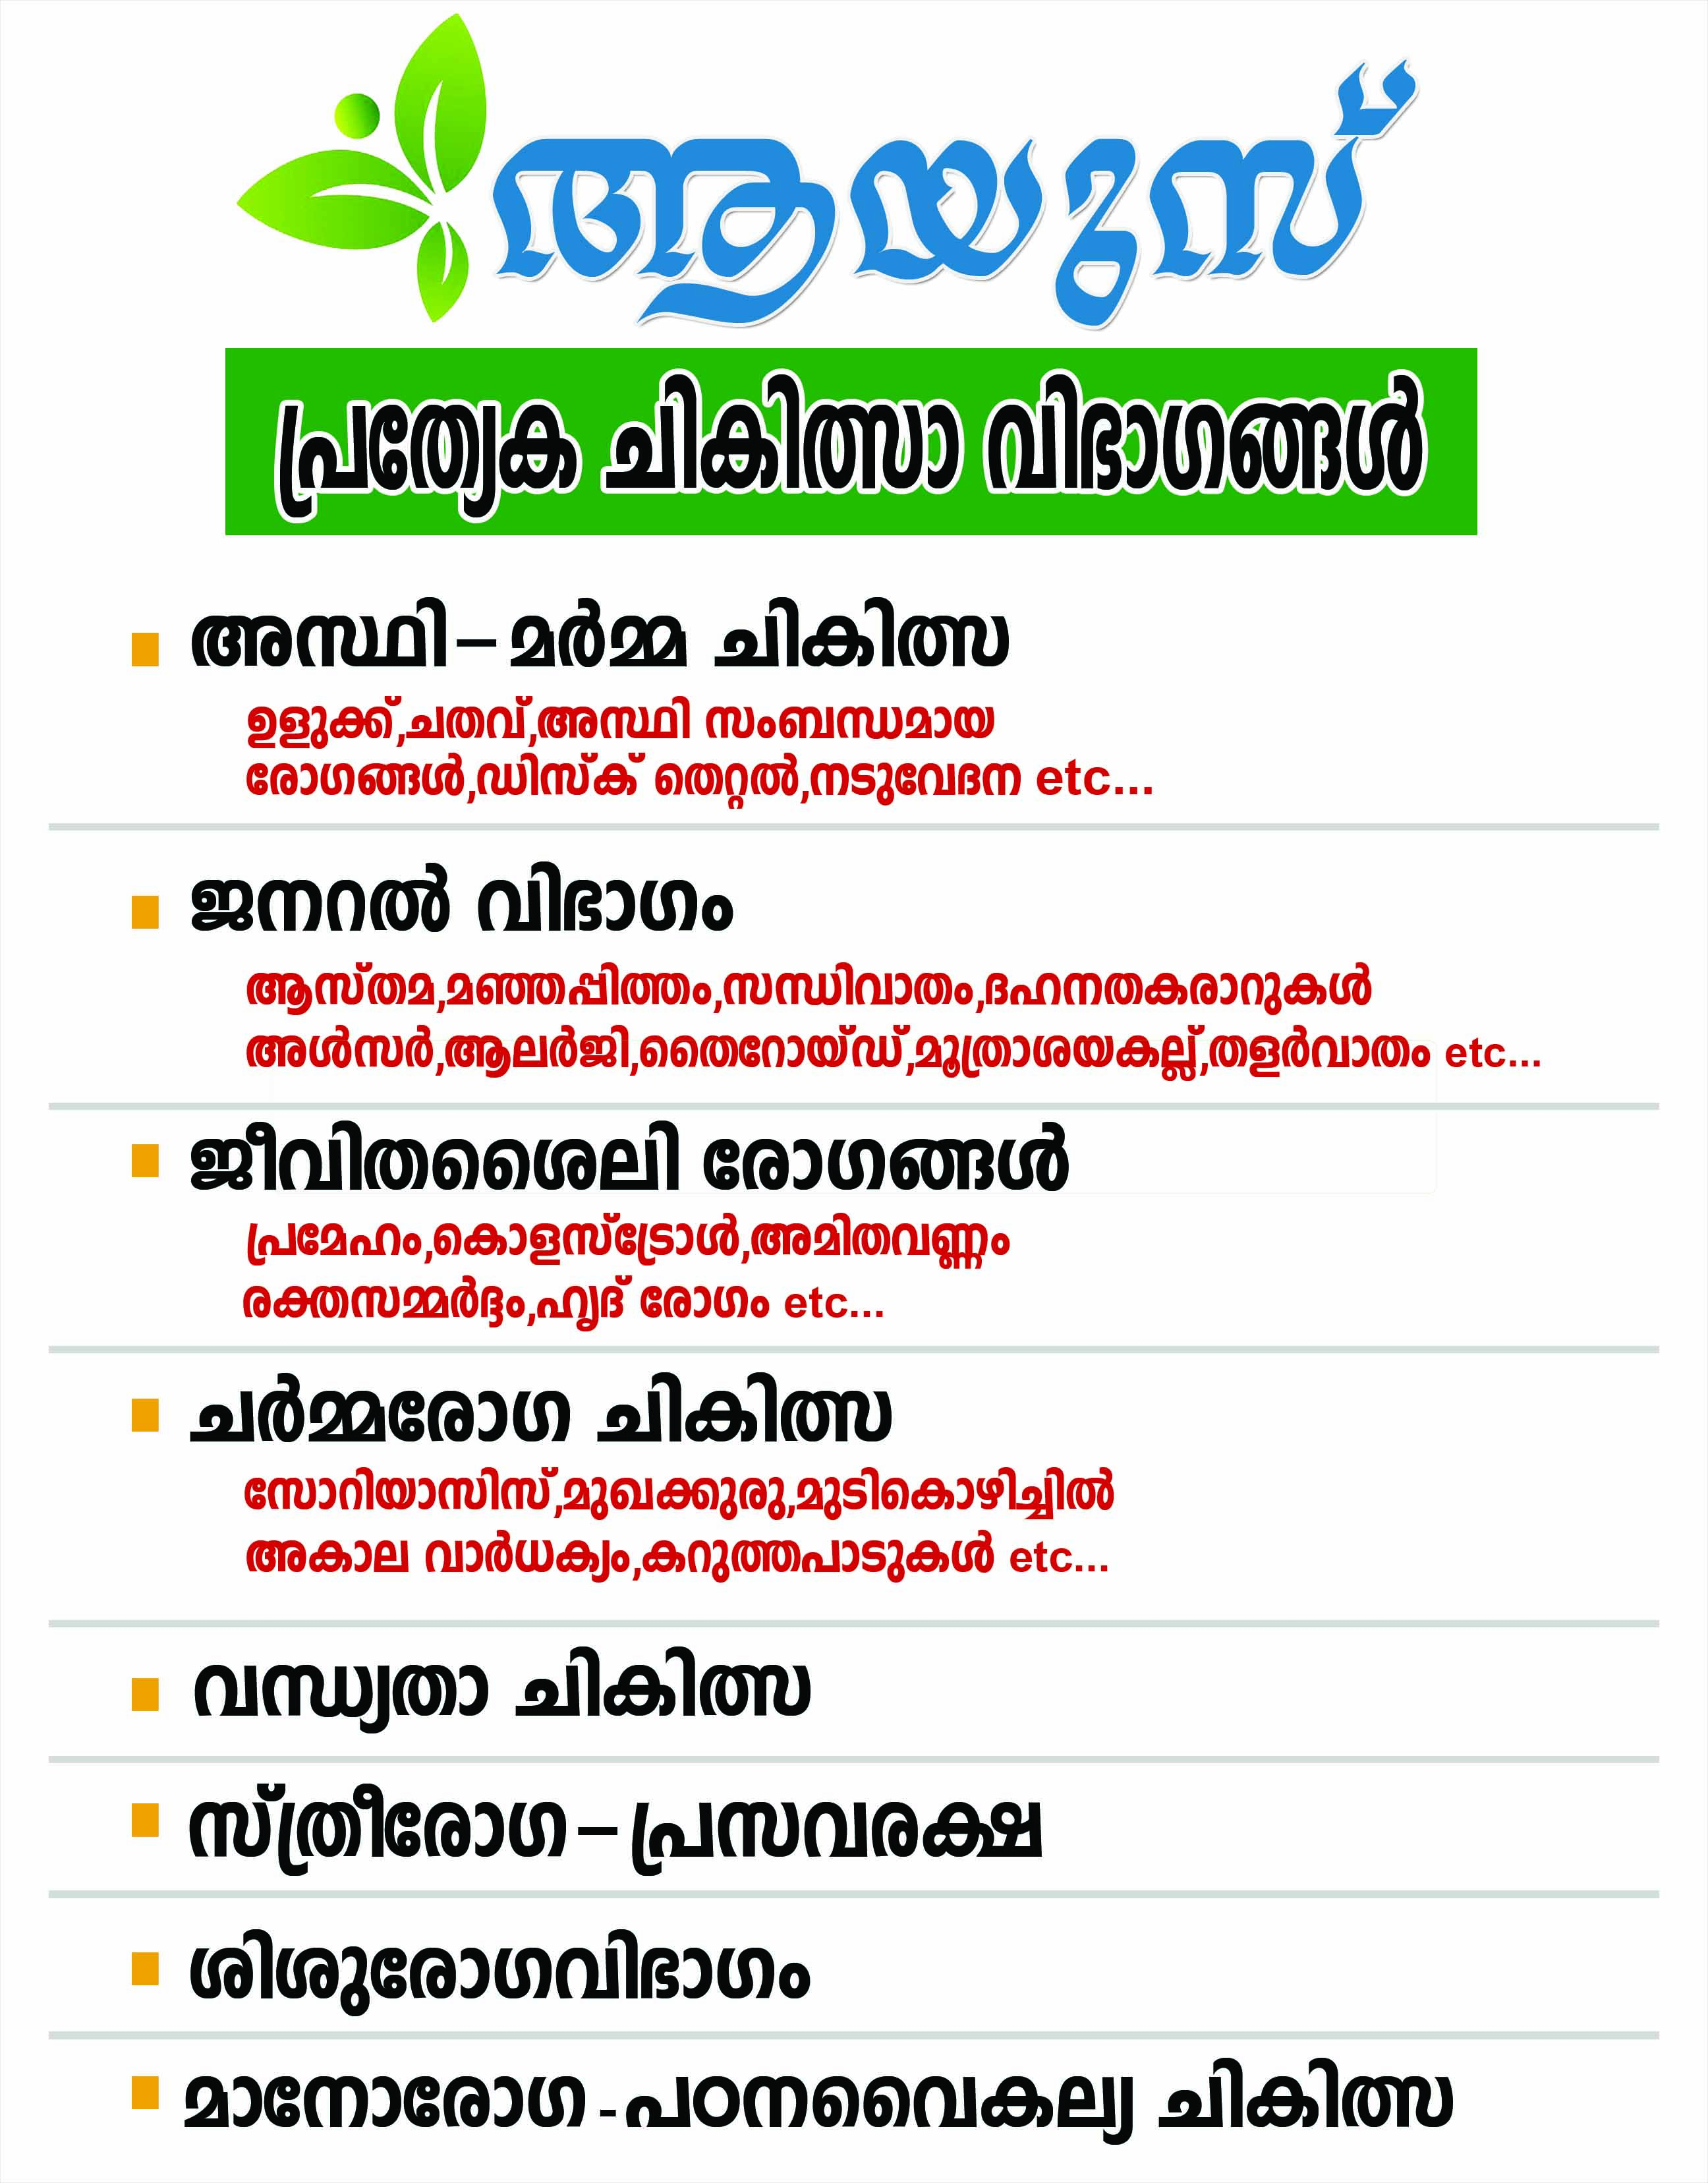 ആയുസ്
പ്രത്യേക ചികിത്സാ വിഭാഗങ്ങൾ
അസ്ഥി-മർമ്മ ചികിത്സ
ഉളുക്ക്,ചതവ്,അസ്ഥി സംബന്ധമായ
രോഗങ്ങൾ,ഡിസ്ക് തെറ്റൽ,നടുവേദന etc...
ജനറൽ വിഭാഗം
ആസ്തമ,മഞ്ഞപ്പിത്തം,സന്ധിവാതം,ദഹനതകരാറുകൾ
അൾസർ,ആലർജി,തൈറോയ്ഡ്,മൂത്രാശയകല്ല്,തളർവാതം etc...
ജീവിതശൈലി രോഗങ്ങൾ
പ്രമേഹം,കൊളസ്ട്രോൾ,അമിതവണ്ണം
രക്തസമ്മർദ്ദം,ഹൃദ് രോഗം etc...
ചർമ്മരോഗ ചികിത്സ
സോറിയാസിസ്,മുഖക്കുരു,മുടികൊഴിച്ചിൽ
അകാല വാർധക്യം,കറുത്തപാടുകൾ etc...
വന്ധ്യതാ ചികിത്സ
സ്ത്രീരോഗ-പ്രസവരക്ഷ
ശിശുരോഗവിഭാഗം
മാനോരോഗ-പഠനവൈകല്യ ചികിത്സ